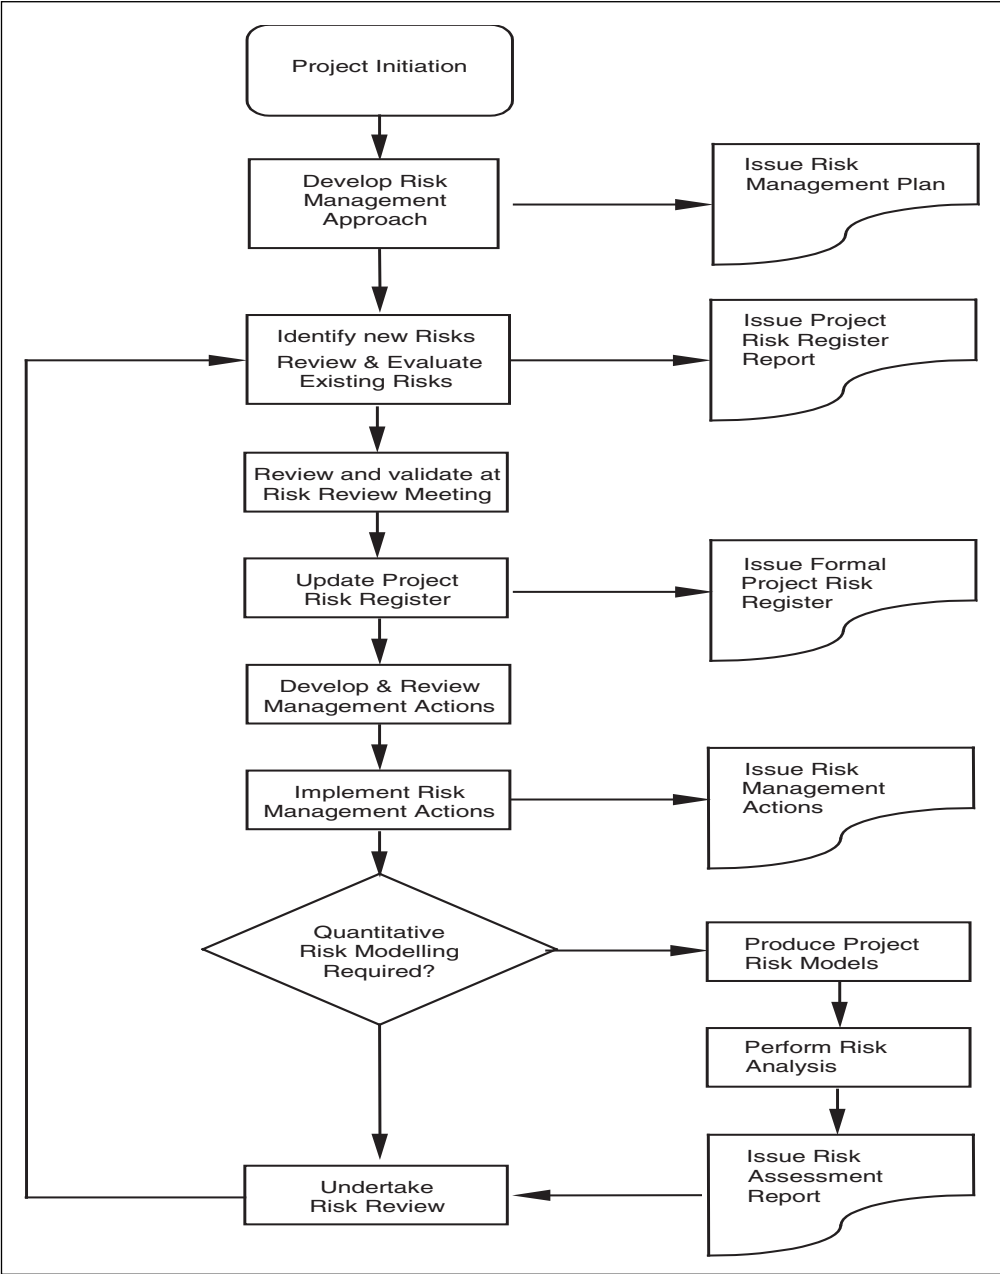 Project Initiation
Develop Risk
Management
Approach
Issue Risk
Management Plan
Identify new Risks
Review & Evaluate
Existing Risks
Issue Project
Risk Register
Report
Review and validate at
Risk Review Meeting
Update Project
Risk Register
Issue Formal
Project Risk
Register
Develop & Review
Management Actions
Implement Risk
Management Actions
Issue Risk
Management
Actions
Quantitative
Risk Modelling
Required?
Produce Project
Risk Models
Perform Risk
Analysis
Issue Risk
Assessment
Report
Undertake
Risk Review